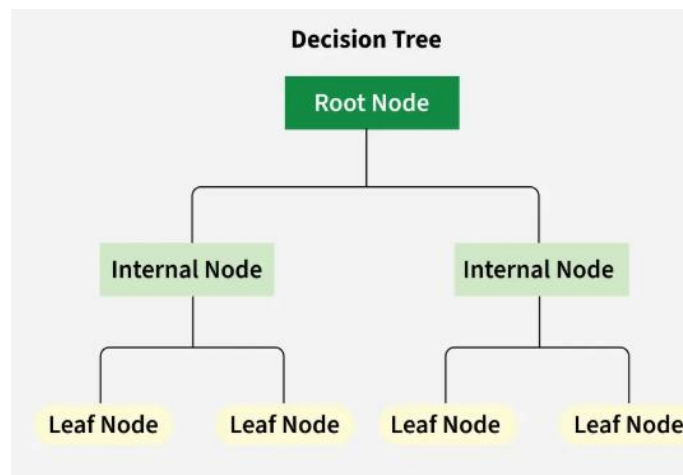 Decision Tree
Root Node
Internal Node
Internal Node
Leaf Node
Leaf Node
Leaf Node
Leaf Node